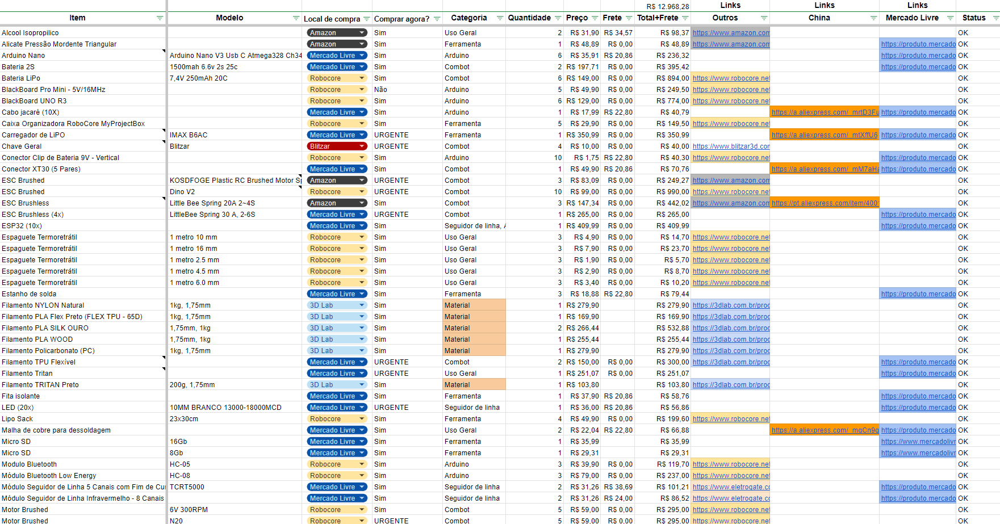 R$ 12.968,28 Links Links Links
Item Modelo Local de compra Comprar agora? Categoria Quantidade Preço Frete Total+Frete Outros China Mercado Livre Status
Alcool Isopropilico Amazon Sim Uso Geral 2 R$ 31,90 R$ 34,57 R$ 98,37 https://www.amazon.com OK
Alicate Pressão Mordente Triangular Amazon Sim Ferramenta 1 R$ 48,89 R$ 0,00 R$ 48,89 https://www.amazon.com https://produto.mercado OK
Arduino Nano Arduino Nano V3 Usb C Atmega328 Ch34 Mercado Livre Sim Arduino 6 R$ 35,91 R$ 20,86 R$ 236,32 https://produto.mercado OK
Bateria 2S 1500mah 6.6v 2s 25c Mercado Livre Sim Combot 2 R$ 197,71 R$ 0,00 R$ 395,42 https://produto.mercado OK
Bateria LiPo 7,4V 250mAh 20C Robocore Sim Combot 6 R$ 149,00 R$ 0,00 R$ 894,00 https://www.robocore.net OK
BlackBoard Pro Mini - 5V/16MHz Robocore Não Arduino 5 R$ 49,90 R$ 0,00 R$ 249,50 https://www.robocore.net OK
BlackBoard UNO R3 Robocore Sim Arduino 6 R$ 129,00 R$ 0,00 R$ 774,00 https://www.robocore.net OK
Cabo jacaré (10X) Mercado Livre Sim Arduino 1 R$ 17,99 R$ 22,80 R$ 40,79 https://a.aliexpress.com/_mrtD3Fu https://produto.mercado OK
Caixa Organizadora RoboCore MyProjectBox Robocore Sim Ferramenta 5 R$ 29,90 R$ 0,00 R$ 149,50 https://www.robocore.net OK
Carregador de LiPO IMAX B6AC Mercado Livre URGENTE Ferramenta 1 R$ 350,99 R$ 0,00 R$ 350,99 https://a.aliexpress.com/_mtXffU6 https://produto.mercado OK
Chave Geral Blitzar Blitzar URGENTE Combot 4 R$ 10,00 R$ 0,00 R$ 40,00 https://www.blitzar3d.con OK
Conector Clip de Bateria 9V - Vertical Robocore Sim Arduino 10 R$ 1,75 R$ 22,80 R$ 40,30 https://www.robocore.net https://produto.mercado OK
Conector XT30 (5 Pares) Mercado Livre Sim Combot 1 R$ 49,90 R$ 20,86 R$ 70,76 https://a.aliexpress.com/_mM7aHa https://produto.mercado OK
ESC Brushed KOSDFOGE Plastic RC Brushed Motor Sp Amazon URGENTE Combot 3 R$ 83,09 R$ 0,00 R$ 249,27 https://www.amazon.com OK
ESC Brushed Dino V2 Robocore URGENTE Combot 10 R$ 99,00 R$ 0,00 R$ 990,00 https://www.robocore.net OK
ESC Brushless Little Bee Spring 20A 2~4S Amazon Sim Combot 3 R$ 147,34 R$ 0,00 R$ 442,02 https://www.amazon.com https://pt.aliexpress.com/item/400 OK
ESC Brushless (4x) LittleBee Spring 30 A, 2-6S Mercado Livre URGENTE Combot 1 R$ 265,00 R$ 0,00 R$ 265,00 https://produto.mercado OK
ESP32 (10x) Mercado Livre Sim Seguidor de linha, A 1 R$ 409,99 R$ 0,00 R$ 409,99 https://produto.mercado OK
Espaguete Termoretrátil 1 metro 10 mm Robocore Sim Uso Geral 3 R$ 4,90 R$ 0,00 R$ 14,70 https://www.robocore.net OK
Espaguete Termoretrátil 1 metro 16 mm Robocore Sim Uso Geral 3 R$ 7,90 R$ 0,00 R$ 23,70 https://www.robocore.net OK
Espaguete Termoretrátil 1 metro 2.5 mm Robocore Sim Uso Geral 3 R$ 1,90 R$ 0,00 R$ 5,70 https://www.robocore.net OK
Espaguete Termoretrátil 1 metro 4.5 mm Robocore Sim Uso Geral 3 R$ 2,90 R$ 0,00 R$ 8,70 https://www.robocore.net OK
Espaguete Termoretrátil 1 metro 6.0 mm Robocore Sim Uso Geral 3 R$ 3,40 R$ 0,00 R$ 10,20 https://www.robocore.net OK
Estanho de solda Mercado Livre Sim Ferramenta 3 R$ 18,88 R$ 22,80 R$ 79,44 https://produto.mercado OK
Filamento NYLON Natural 1kg, 1,75mm 3D Lab Sim Material 1 R$ 279,90 R$ 279,90 https://3dlab.com.br/proc OK
Filamento PLA Flex Preto (FLEX TPU - 65D) 1kg, 1,75mm 3D Lab Sim Material 1 R$ 169,90 R$ 169,90 https://3dlab.com.br/proc OK
Filamento PLA SILK OURO 1,75mm, 1kg 3D Lab Sim Material 2 R$ 266,44 R$ 532,88 https://3dlab.com.br/proc OK
Filamento PLA WOOD 1,75mm, 1kg 3D Lab Sim Material 1 R$ 255,44 R$ 255,44 https://3dlab.com.br/proc OK
Filamento Policarbonato (PC) 1kg, 1,75mm 3D Lab Sim Material 1 R$ 279,90 R$ 279,90 https://3dlab.com.br/proc OK
Filamento TPU Flexível Mercado Livre URGENTE Combot 2 R$ 150,00 R$ 0,00 R$ 300,00 https://3dlab.com.br/proc https://produto.mercado OK
Filamento Tritan Mercado Livre URGENTE Uso Geral 1 R$ 251,07 R$ 0,00 R$ 251,07 https://produto.mercado OK
Filamento TRITAN Preto 200g, 1,75mm 3D Lab Sim Material 1 R$ 103,80 R$ 103,80 https://3dlab.com.br/proc OK
Fita isolante Mercado Livre Sim Ferramenta 1 R$ 37,90 R$ 20,86 R$ 58,76 https://produto.mercado OK
LED (20x) 10MM BRANCO 13000-18000MCD Mercado Livre URGENTE Seguidor de linha 1 R$ 36,00 R$ 20,86 R$ 56,86 https://produto.mercado OK
Lipo Sack 23x30cm Robocore Sim Ferramenta 4 R$ 49,90 R$ 0,00 R$ 199,60 https://www.robocore.net OK
Malha de cobre para dessoldagem Mercado Livre Sim Uso Geral 2 R$ 22,04 R$ 22,80 R$ 66,88 https://a.aliexpress.com/_mqCn9q https://produto.mercado OK
Micro SD 16Gb Mercado Livre Sim Ferramenta 1 R$ 35,99 R$ 35,99 https://www.mercadolivr OK
Micro SD 8Gb Mercado Livre Sim Ferramenta 1 R$ 29,31 R$ 29,31 https://www.mercadolivr OK
Modulo Bluetooth HC-05 Robocore Sim Arduino 3 R$ 39,90 R$ 0,00 R$ 119,70 https://www.robocore.net OK
Módulo Bluetooth Low Energy HC-08 Robocore Sim Arduino 3 R$ 79,00 R$ 0,00 R$ 237,00 https://www.robocore.net OK
Módulo Seguidor de Linha 5 Canais com Fim de Cur TCRT5000 Mercado Livre Sim Seguidor de linha 2 R$ 31,26 R$ 38,69 R$ 101,21 https://www.eletrogate.cc https://produto.mercado OK
Módulo Seguidor de Linha Infravermelho - 8 Canais Mercado Livre Sim Seguidor de linha 2 R$ 31,26 R$ 24,00 R$ 86,52 https://www.eletrogate.cc https://produto.mercado OK
Motor Brushed 6V 300RPM Robocore Sim Combot 5 R$ 59,00 R$ 0,00 R$ 295,00 https://www.robocore.net OK
Motor Brushed N20 Robocore URGENTE Combot 5 R$ 59,00 R$ 0,00 R$ 295,00 https://www.robocore.net OK